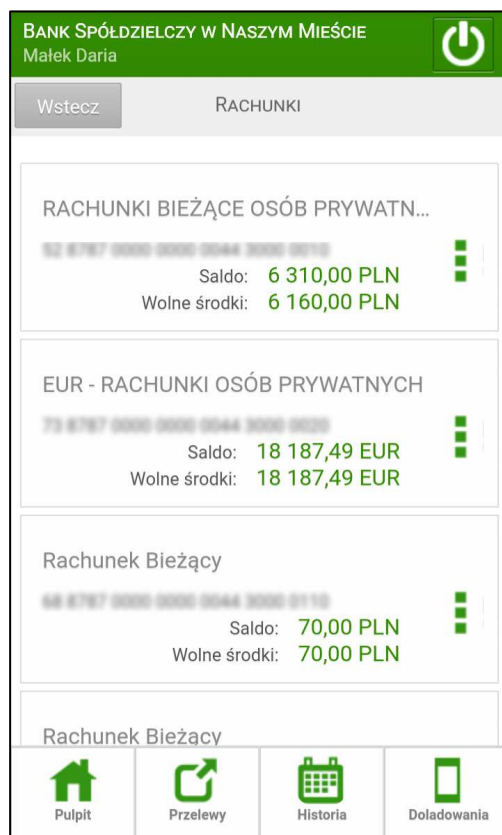 BANK SPÓŁDZIELCZY W NASZYM MIEŚCIE
Małek Daria
Wstecz
RACHUNKI
RACHUNKI BIEŻĄCE OSÓB PRYWATN...
Saldo: 6 310,00 PLN
Wolne środki: 6 160,00 PLN
EUR - RACHUNKI OSÓB PRYWATNYCH
Saldo: 18 187,49 EUR
Wolne środki: 18 187,49 EUR
Rachunek Bieżący
Saldo: 70,00 PLN
Wolne środki: 70,00 PLN
Rachunek Bieżący
Pulpit
Przelewy
Historia
Doladowania